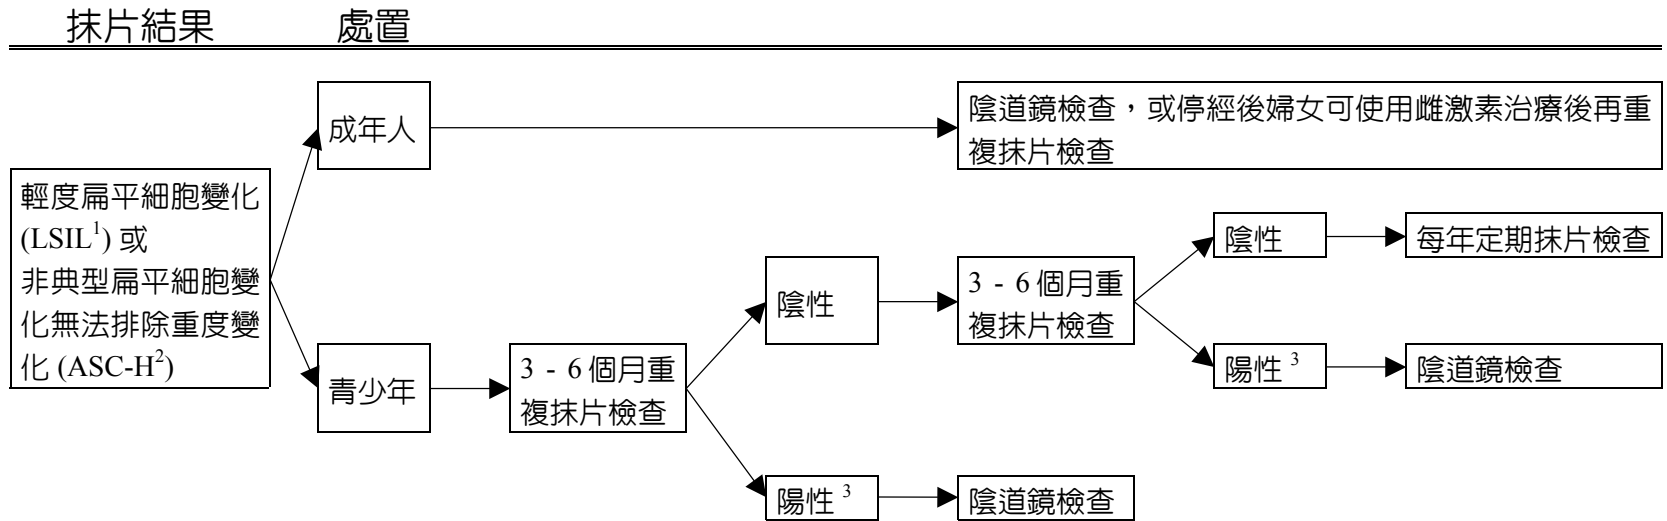 抹片結果 處置
成年人
陰道鏡檢查，或停經後婦女可使用雌激素治療後再重
複抹片檢查
輕度扁平細胞變化
(LSIL1) 或
非典型扁平細胞變
化無法排除重度變
化 (ASC-H2)
陰性
每年定期抹片檢查
陰性
3 - 6 個月重
複抹片檢查
陽性 3
陰道鏡檢查
青少年
3 - 6 個月重
複抹片檢查
陽性 3
陰道鏡檢查